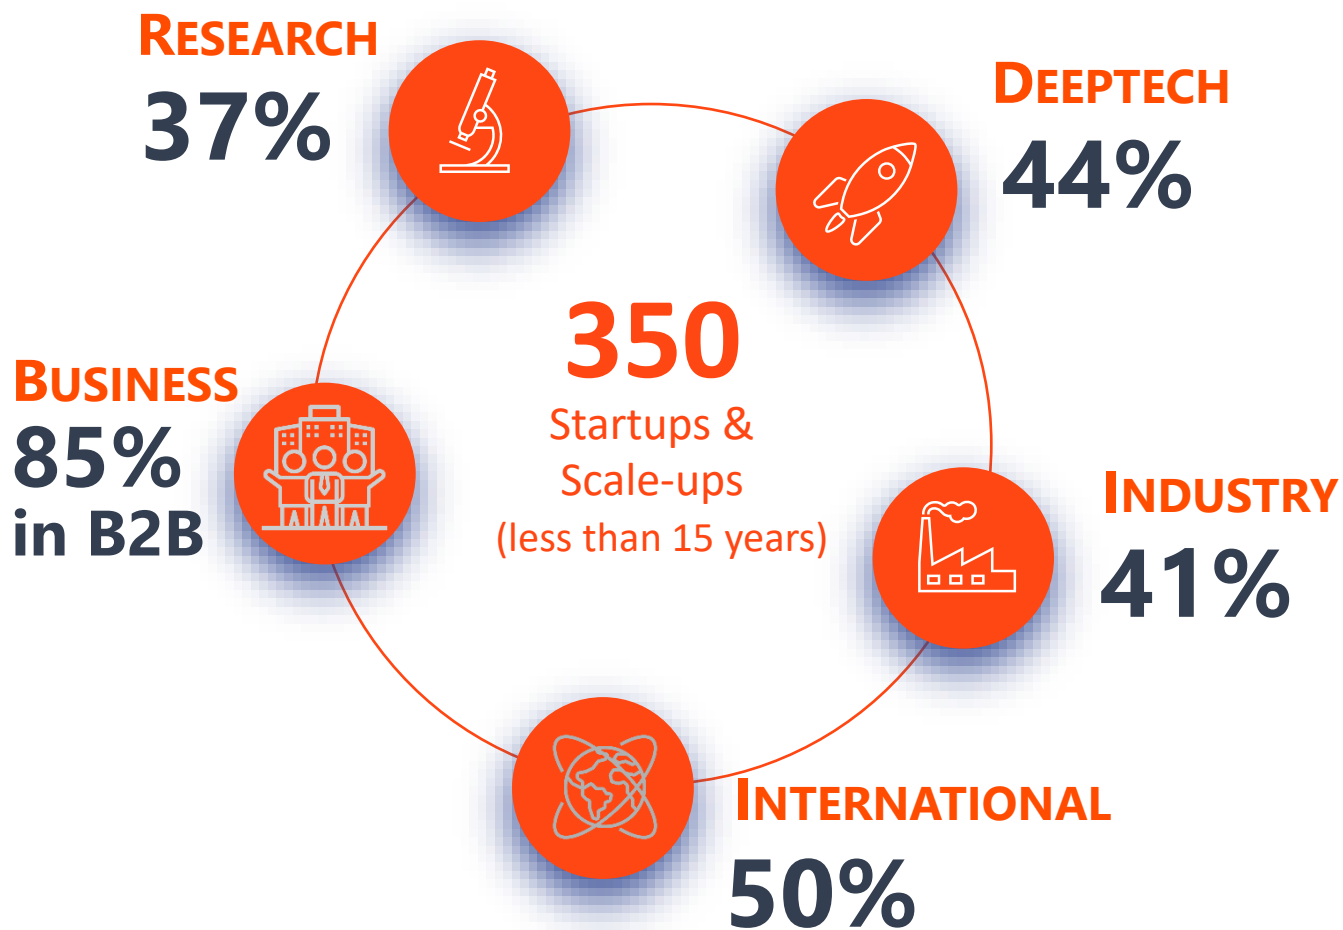 RESEARCH
37%
DEEPTECH
44%
350
Startups &
Scale-ups
(less than 15 years)
BUSINESS
85%
in B2B
INDUSTRY
41%
INTERNATIONAL
50%